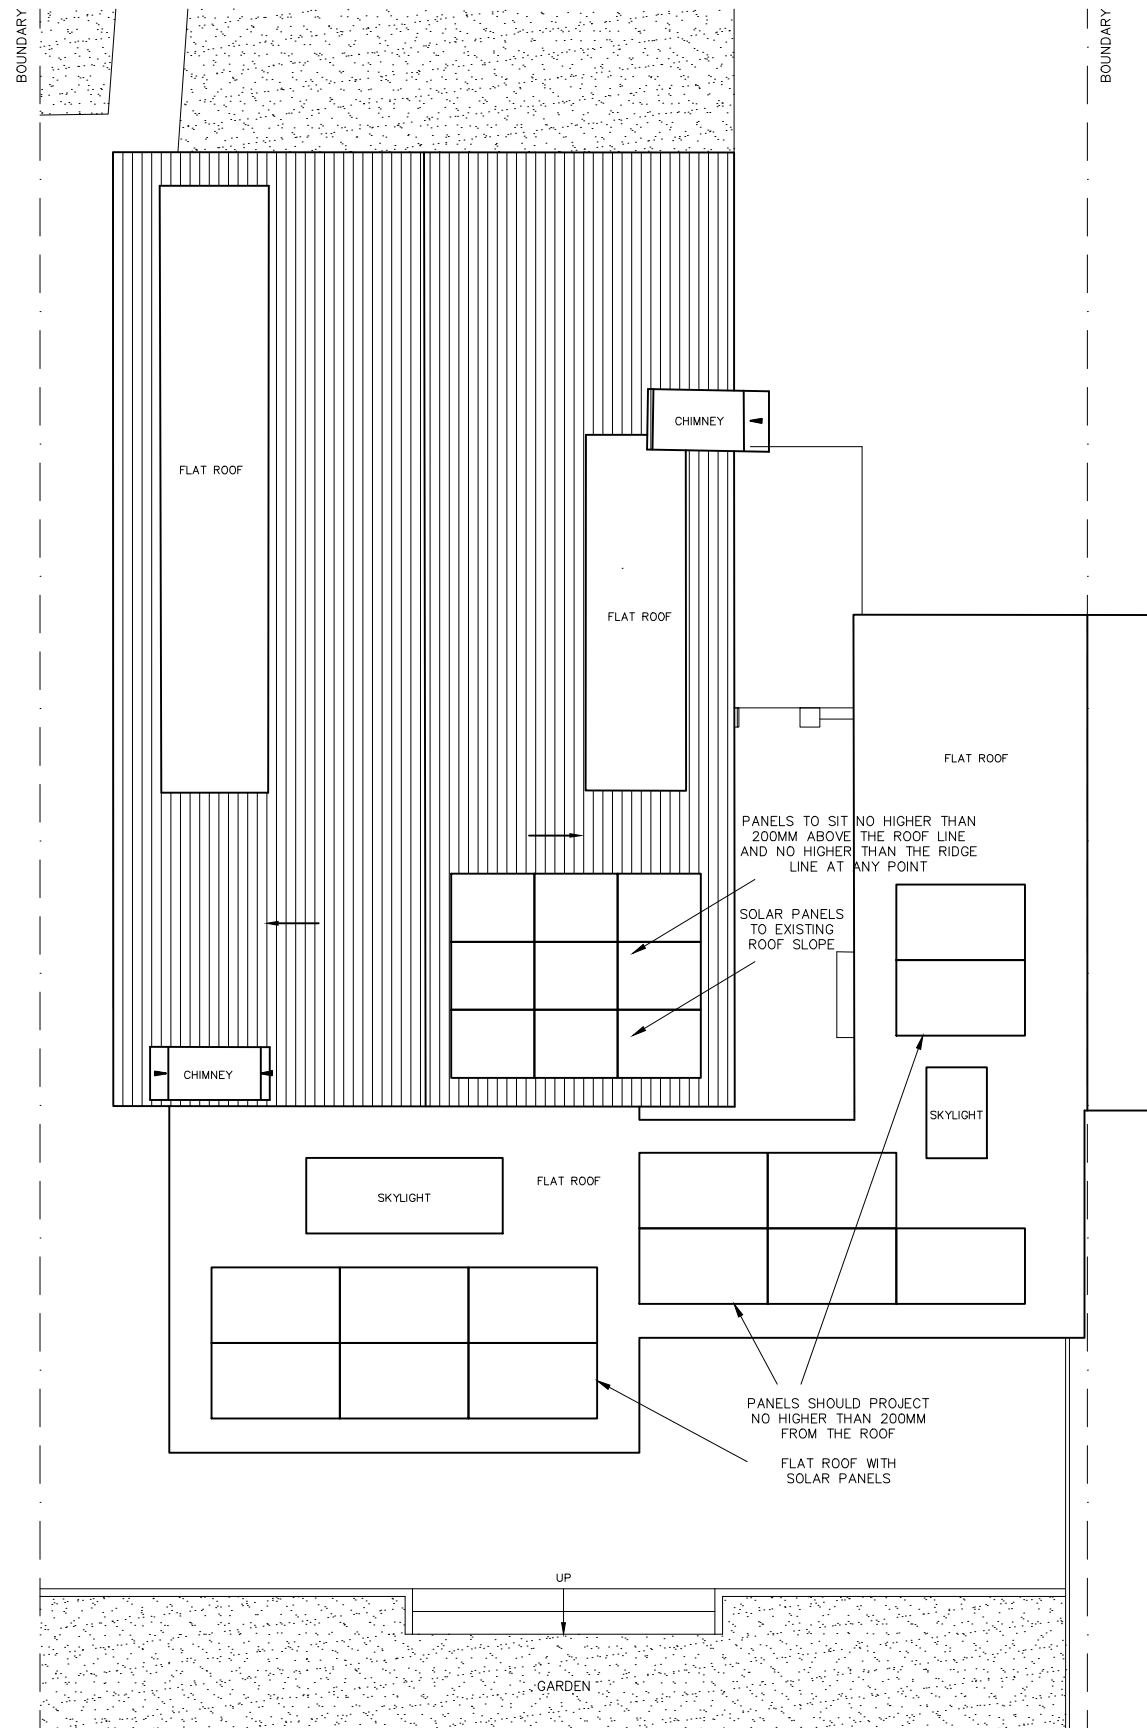 BOUNDARY
BOUNDARY
CHIMNEY
FLAT ROOF
FLAT ROOF
FLAT ROOF
PANELS TO SIT NO HIGHER THAN
200MM ABOVE THE ROOF LINE
AND NO HIGHER THAN THE RIDGE
LINE AT ANY POINT
SOLAR PANELS
TO EXISTING
ROOF SLOPE
CHIMNEY
SKYLIGHT
FLAT ROOF
SKYLIGHT
PANELS SHOULD PROJECT
NO HIGHER THAN 200MM
FROM THE ROOF
FLAT ROOF WITH
SOLAR PANELS
UP
GARDEN